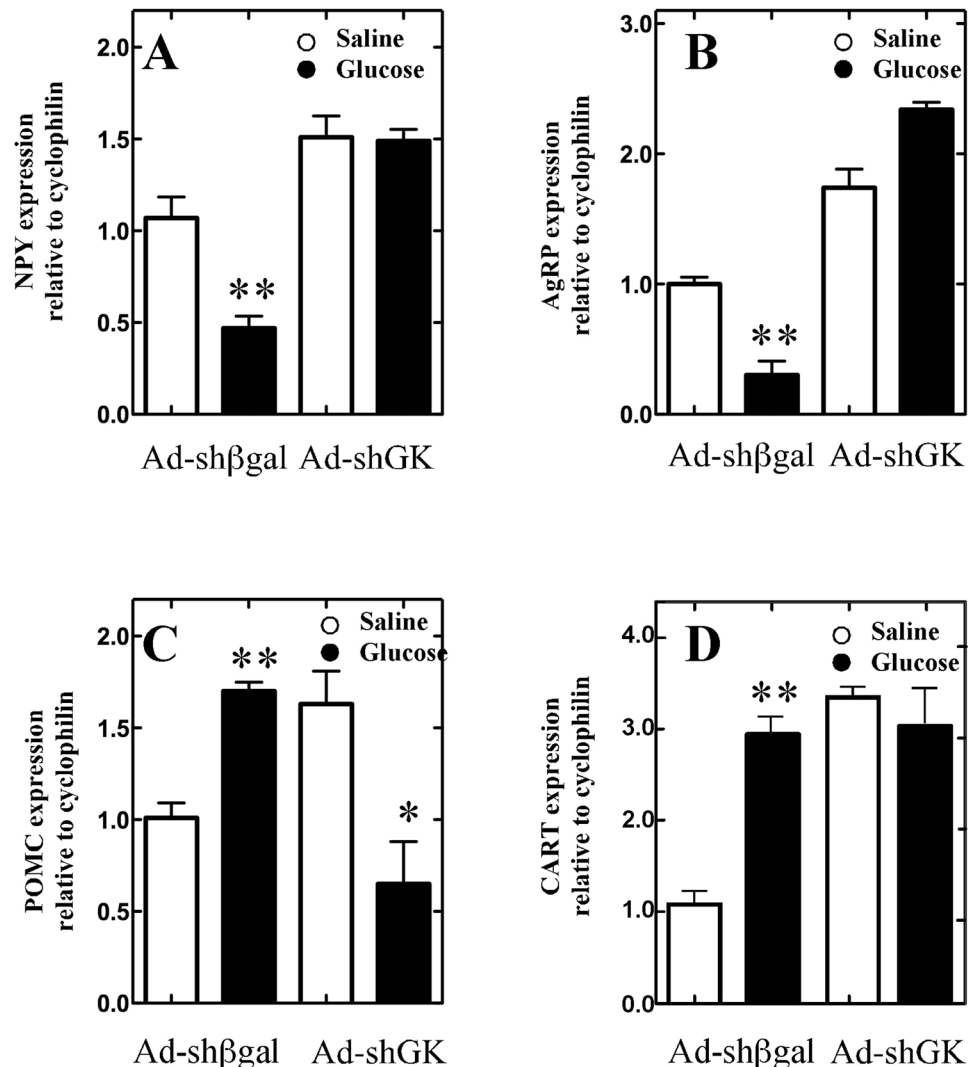 A
Saline
Glucose
NPY expression
relative to cyclophilin
2.0
1.5
1.0
0.5
0.0
**
Ad-shβgal Ad-shGK
B
Saline
Glucose
AgRP expression
relative to cyclophilin
3.0
2.0
1.0
0.0
**
Ad-shβgal Ad-shGK
C
Saline
Glucose
POMC expression
relative to cyclophilin
2.0
1.5
1.0
0.5
0.0
**
*
Ad-shβgal Ad-shGK
D
Saline
Glucose
CART expression
relative to cyclophilin
4.0
3.0
2.0
1.0
0.0
**
Ad-shβgal Ad-shGK